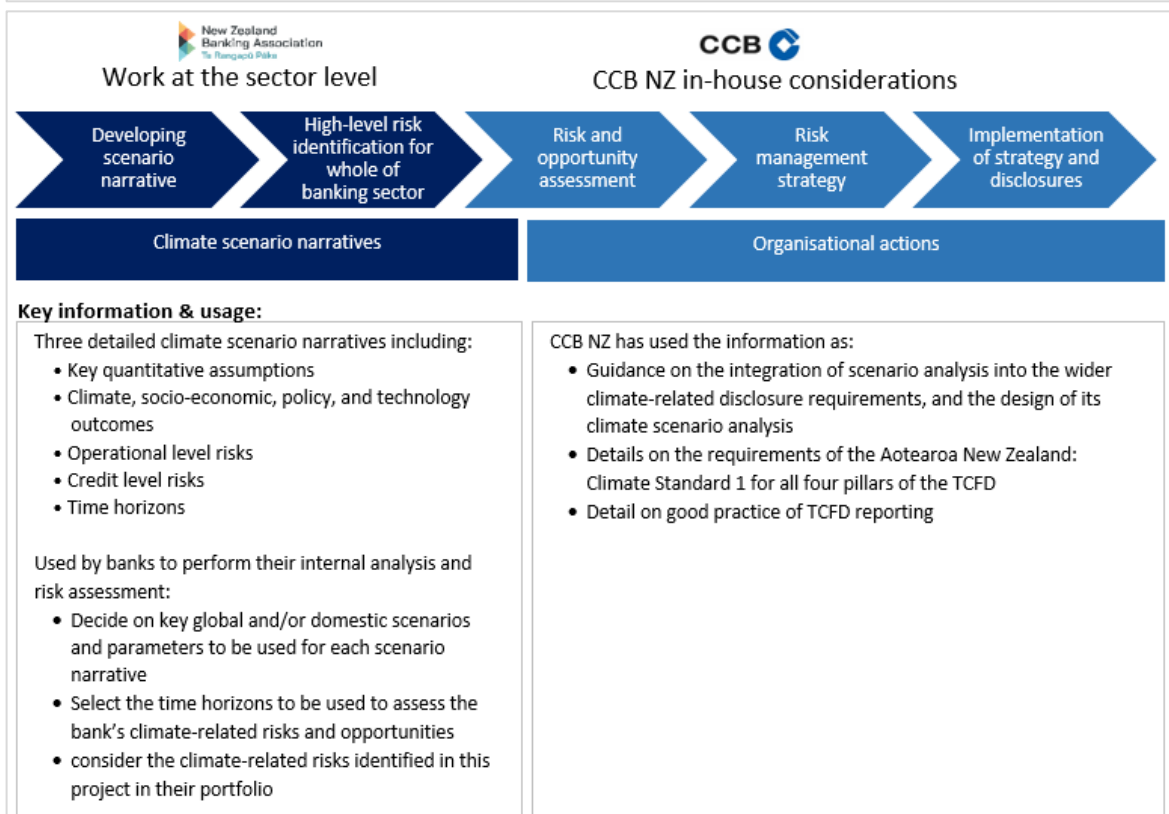 New Zealand
Banking Association
Te Rangapū Pēke
Work at the sector level
CCB
CCB NZ in-house considerations
Developing
scenario
narrative
High-level risk
identification for
whole of
banking sector
Risk and
opportunity
assessment
Risk
management
strategy
Implementation
of strategy and
disclosures
Climate scenario narratives
Organisational actions
Key information & usage:
Three detailed climate scenario narratives including:
• Key quantitative assumptions
• Climate, socio-economic, policy, and technology
outcomes
• Operational level risks
• Credit level risks
• Time horizons
Used by banks to perform their internal analysis and
risk assessment:
• Decide on key global and/or domestic scenarios
and parameters to be used for each scenario
narrative
• Select the time horizons to be used to assess the
bank's climate-related risks and opportunities
• consider the climate-related risks identified in this
project in their portfolio
CCB NZ has used the information as:
• Guidance on the integration of scenario analysis into the wider
climate-related disclosure requirements, and the design of its
climate scenario analysis
• Details on the requirements of the Aotearoa New Zealand:
Climate Standard 1 for all four pillars of the TCFD
• Detail on good practice of TCFD reporting